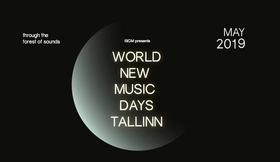 through the
forest of sounds
ISCM presents
WORLD
NEW
MUSIC
DAYS
TALLINN
MAY
2019